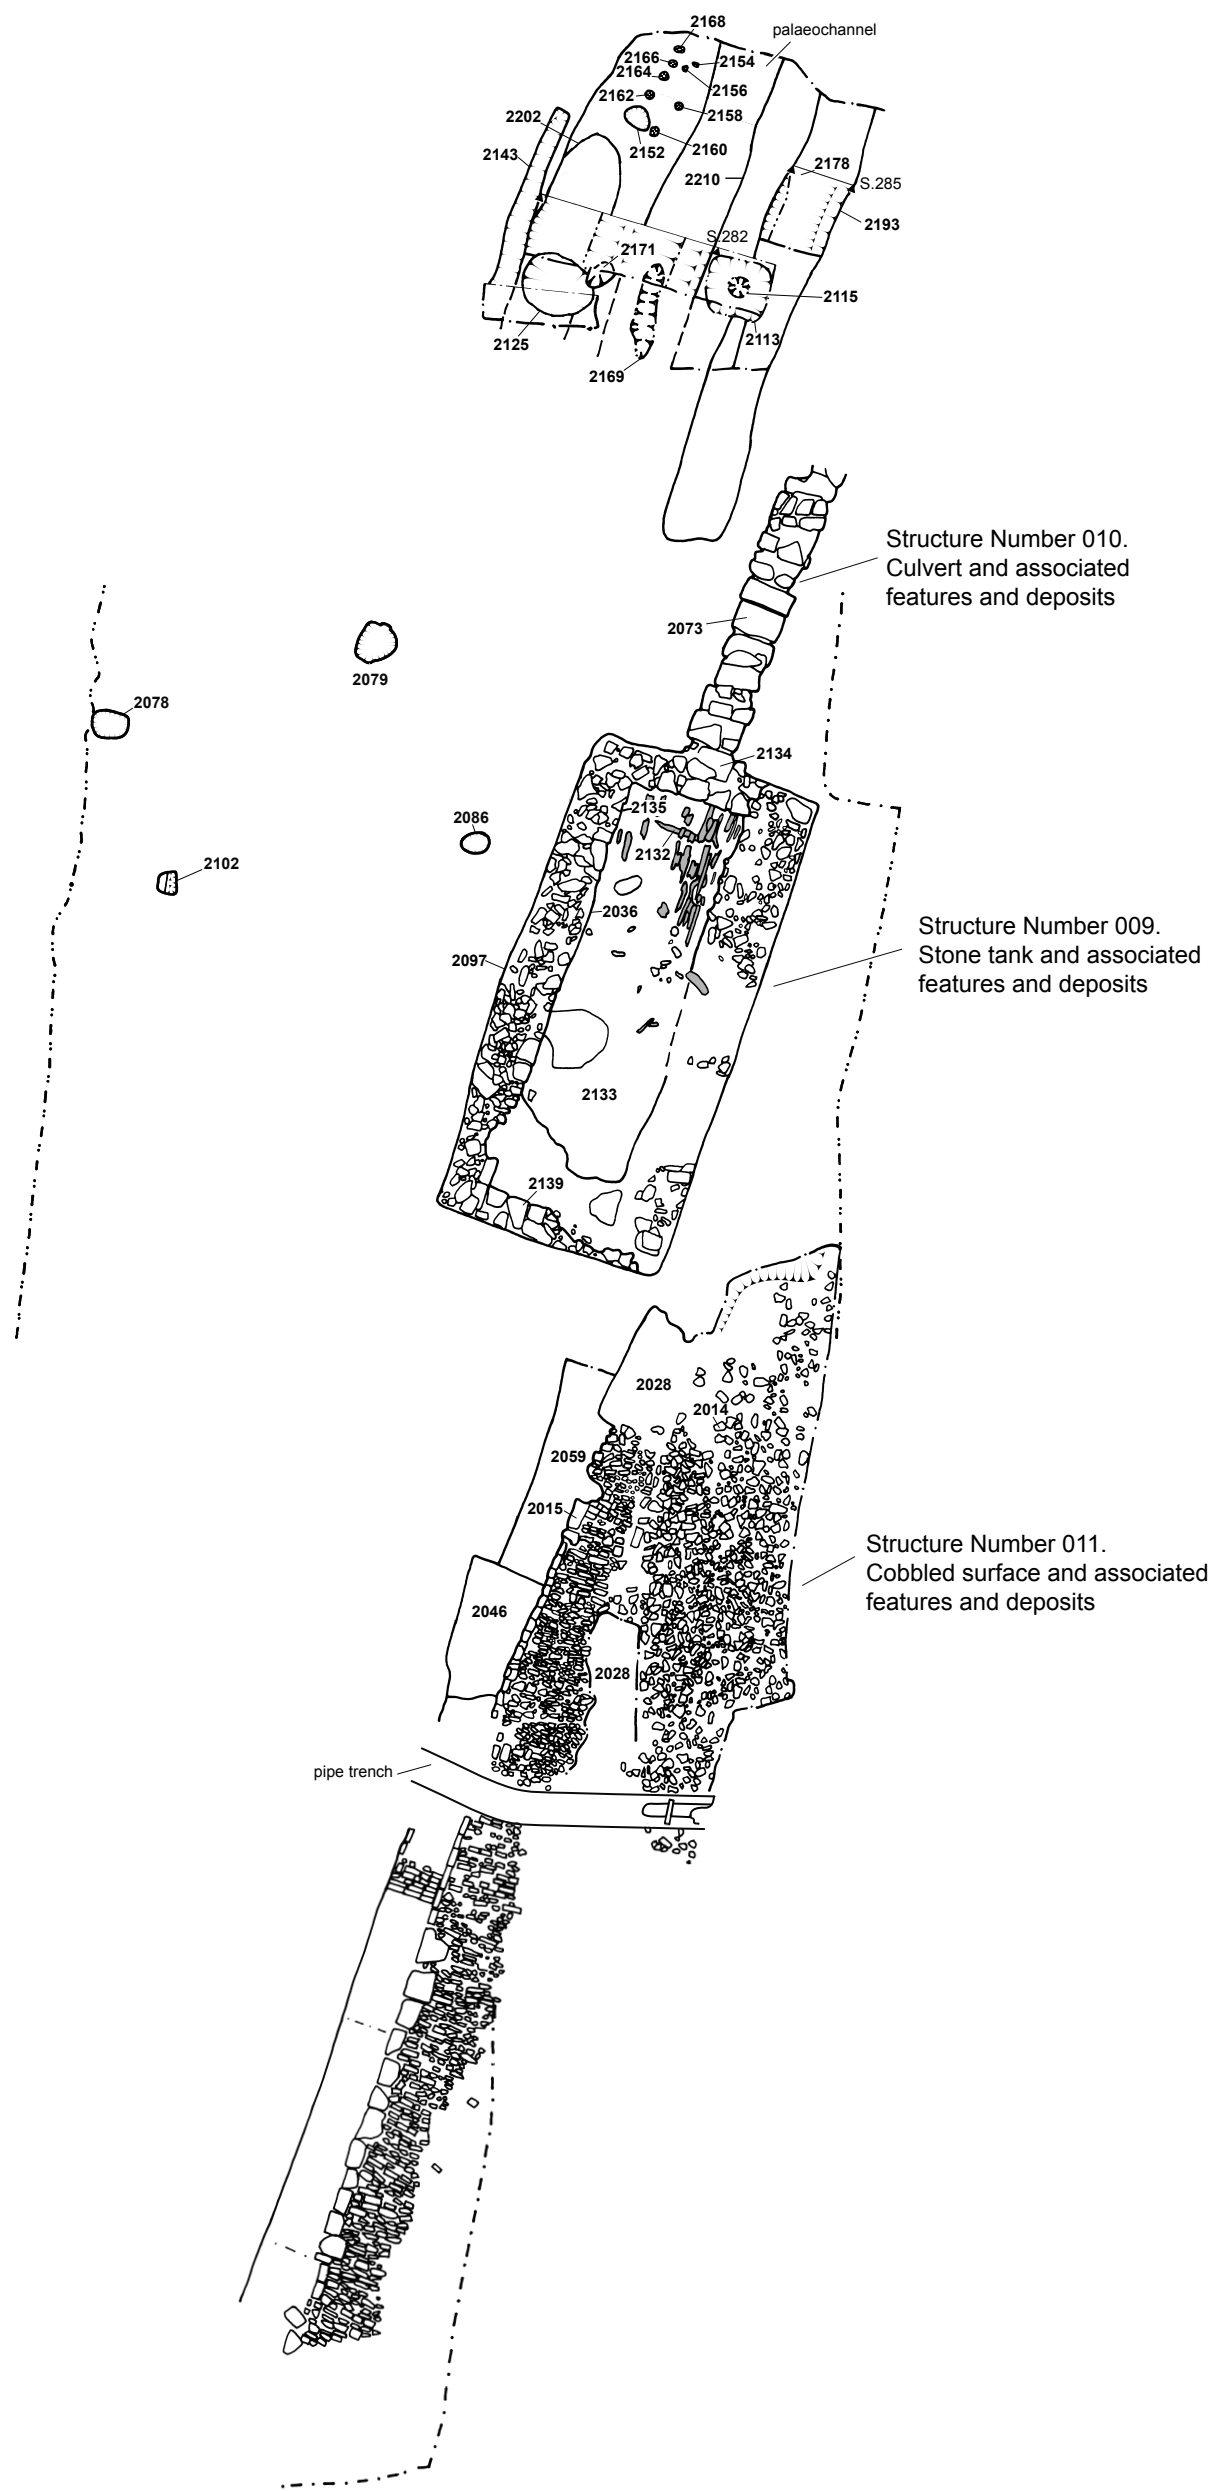 2168
palaeochannel
2166
2154
2164
2156
2162
2158
2202
2152
2160
2143
2178
2210
S.285
2193
S.282
2171
2115
2125
2113
2169
Structure Number 010.
Culvert and associated
features and deposits
2073
2079
2078
2134
2135
2086
2132
2102
2036
Structure Number 009.
Stone tank and associated
features and deposits
2097
2133
2139
2028
2014
2059
2015
Structure Number 011.
Cobbled surface and associated
features and deposits
2046
2028
pipe trench